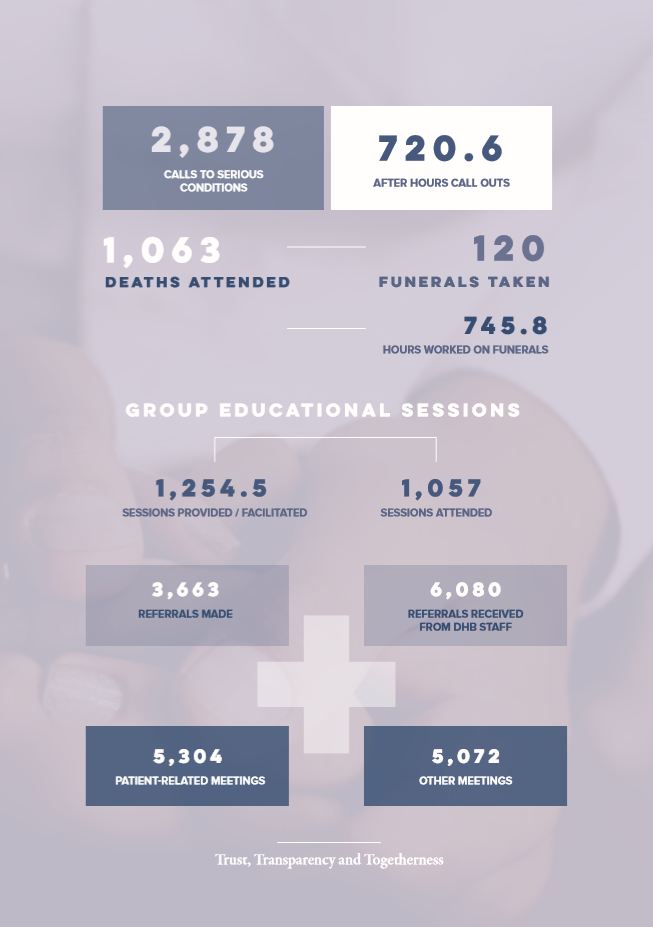 2,878
CALLS TO SERIOUS
CONDITIONS
720.6
AFTER HOURS CALL OUTS
1,063
DEATHS ATTENDED
120
FUNERALS TAKEN
745.8
HOURS WORKED ON FUNERALS
GROUP EDUCATIONAL SESSIONS
1,254.5
SESSIONS PROVIDED / FACILITATED
1,057
SESSIONS ATTENDED
3,663
REFERRALS MADE
6,080
REFERRALS RECEIVED
FROM DHB STAFF
5,304
PATIENT-RELATED MEETINGS
5,072
OTHER MEETINGS
Trust, Transparency and Togetherness